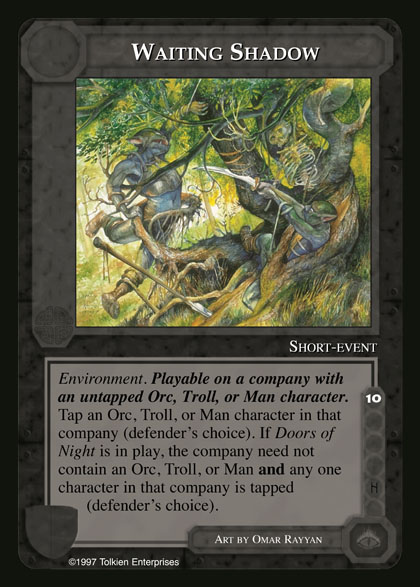 Waiting Shadow
Short-event
Environment. Playable on a company with
an untapped Orc, Troll, or Man character.
Tap an Orc, Troll, or Man character in that
company (defender's choice). If Doors of
Night is in play, the company need not
contain an Orc, Troll, or Man and any one
character in that company is tapped
(defender's choice).
10
H
Art by Omar Rayyan
©1997 Tolkien Enterprises